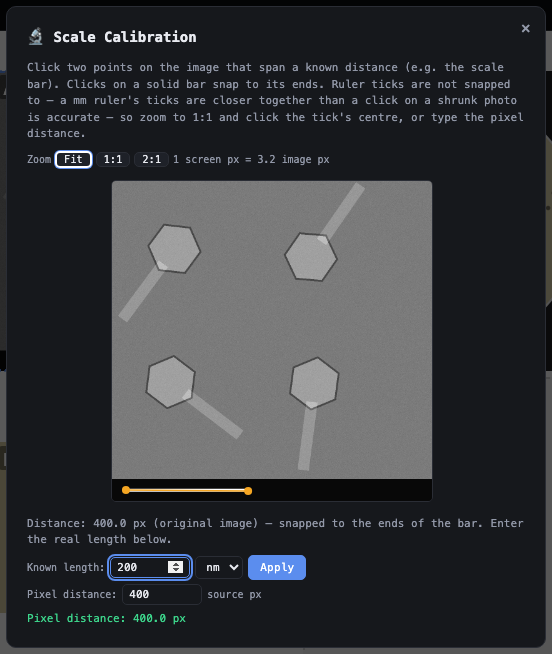 🔬 Scale Calibration
×
Click two points on the image that span a known distance (e.g. the scale
bar). Clicks on a solid bar snap to its ends. Ruler ticks are not snapped
to — a mm ruler's ticks are closer together than a click on a shrunk photo
is accurate — so zoom to 1:1 and click the tick's centre, or type the pixel
distance.
Zoom Fit 1:1 2:1 1 screen px = 3.2 image px
Distance: 400.0 px (original image) — snapped to the ends of the bar. Enter
the real length below.
Known length: 200 nm Apply
Pixel distance: 400 source px
Pixel distance: 400.0 px